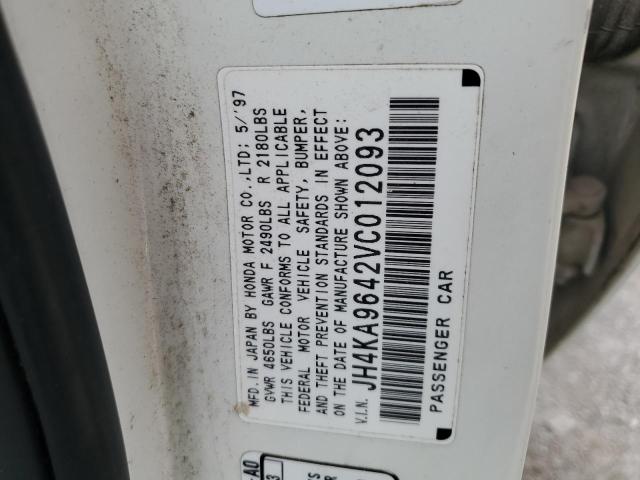 MFD. IN JAPAN BY HONDA MOTOR CO.,LTD: 5/'97
GVWR 4650LBS GAWR F 2490LBS R 2180LBS
THIS VEHICLE CONFORMS TO ALL APPLICABLE
FEDERAL MOTOR VEHICLE SAFETY, BUMPER,
AND THEFT PREVENTION STANDARDS IN EFFECT
ON THE DATE OF MANUFACTURE SHOWN ABOVE:
V.I.N. JH4KA9642VC012093
PASSENGER CAR